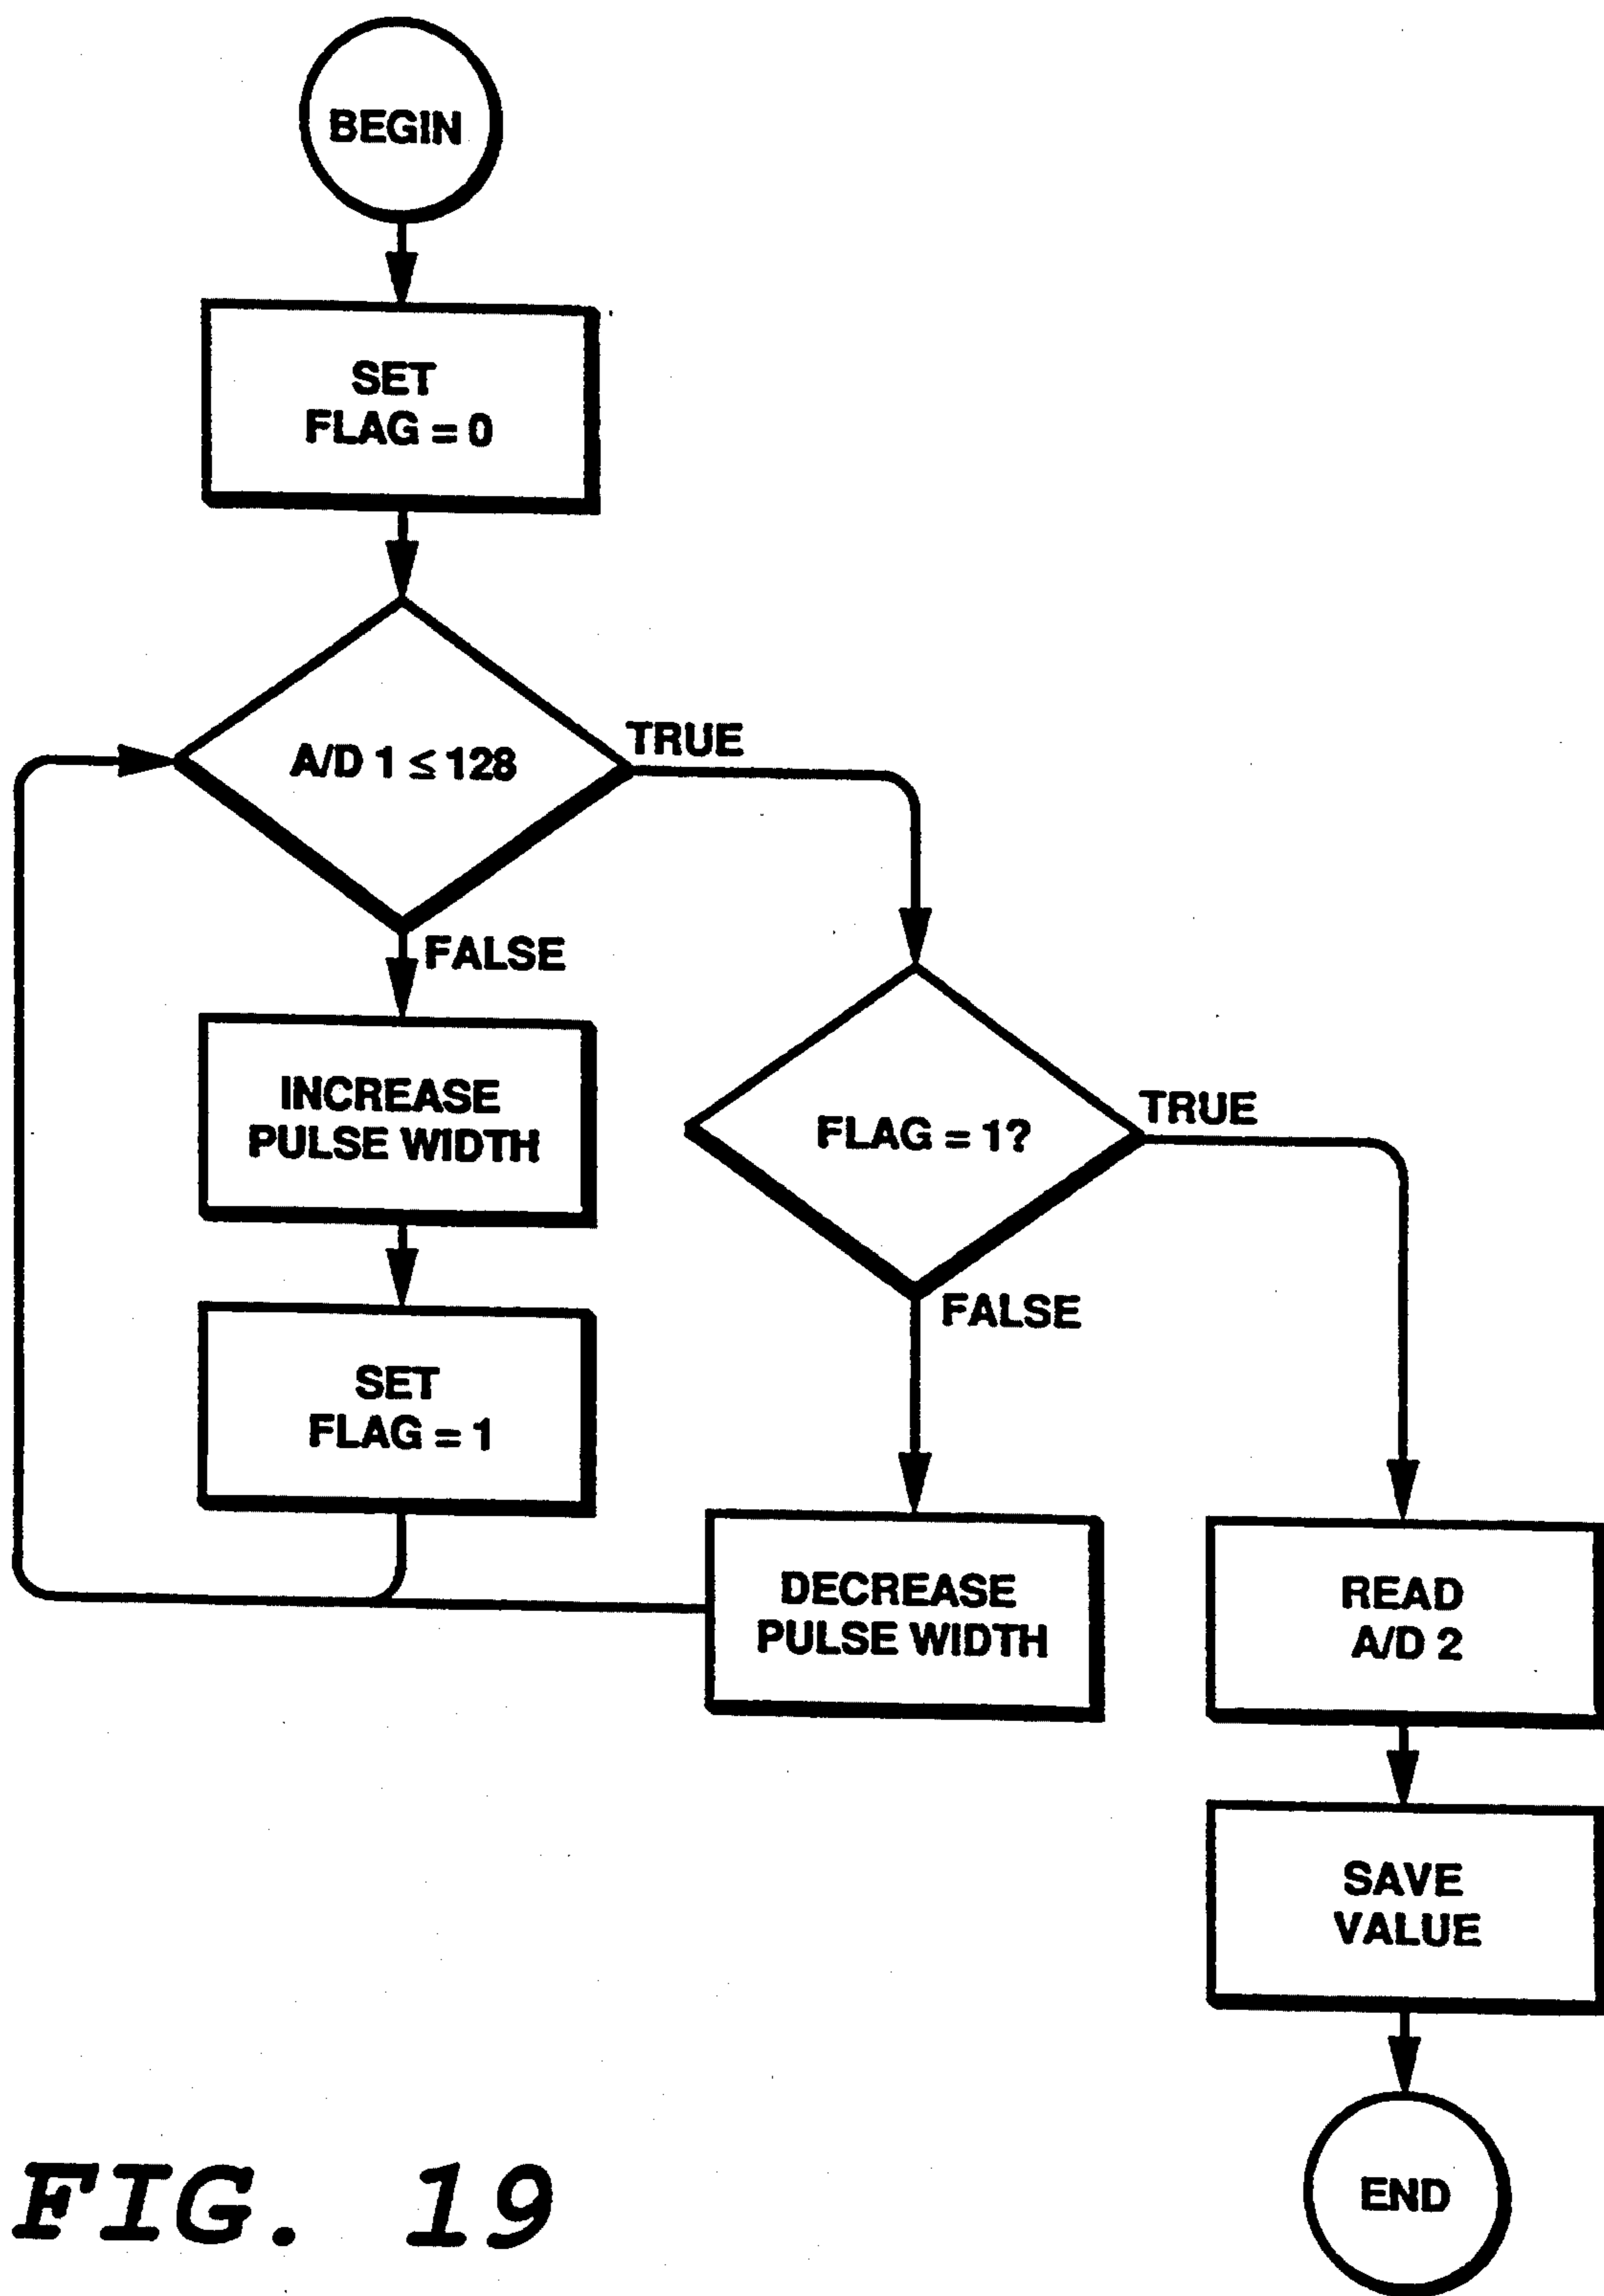 BEGIN
SET
FLAG = 0
A/D 1 ≤ 128
TRUE
FALSE
INCREASE
PULSE WIDTH
FLAG = 1?
TRUE
FALSE
SET
FLAG = 1
DECREASE
PULSE WIDTH
READ
A/D 2
SAVE
VALUE
END
FIG. 19